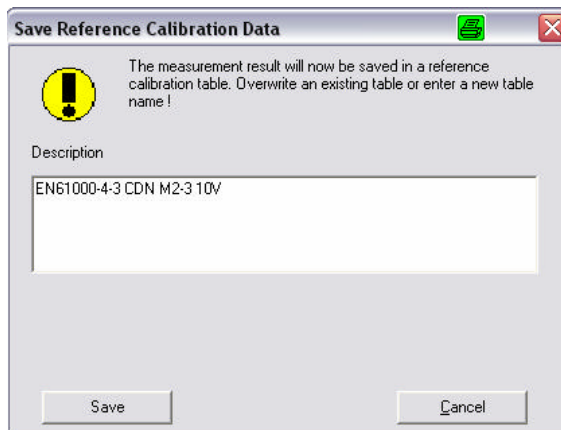 Save Reference Calibration Data
The measurement result will now be saved in a reference
calibration table. Overwrite an existing table or enter a new table
name !
Description
EN61000-4-3 CDN M2-3 10V
Save
Cancel